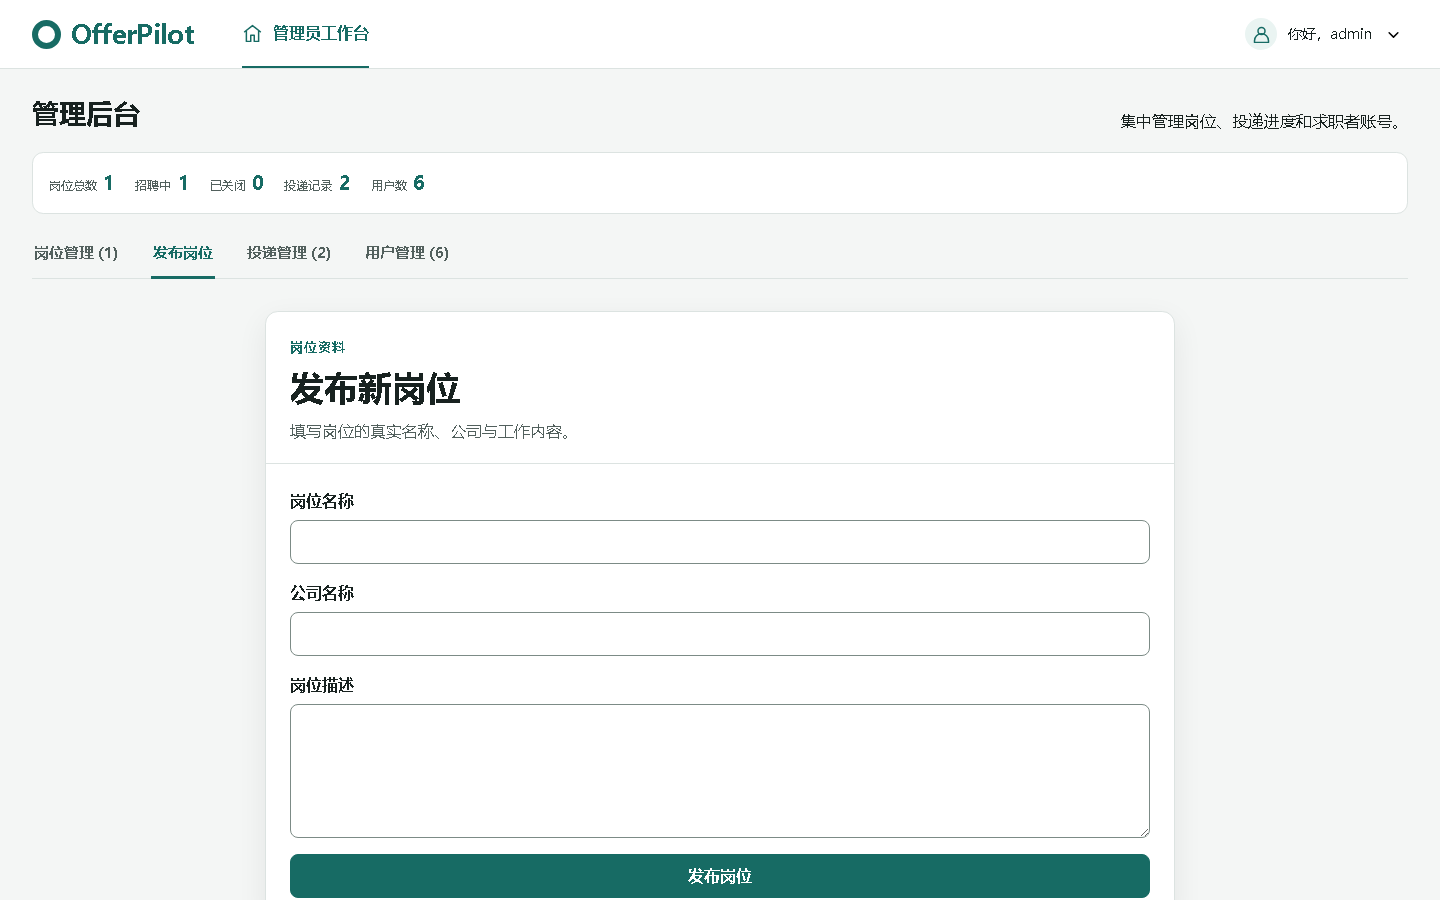 OfferPilot 管理员工作台 你好，admin
管理后台
集中管理岗位、投递进度和求职者账号。
岗位总数 1 招聘中 1 已关闭 0 投递记录 2 用户数 6
岗位管理 (1) 发布岗位 投递管理 (2) 用户管理 (6)
岗位资料
发布新岗位
填写岗位的真实名称、公司与工作内容。
岗位名称
公司名称
岗位描述
发布岗位